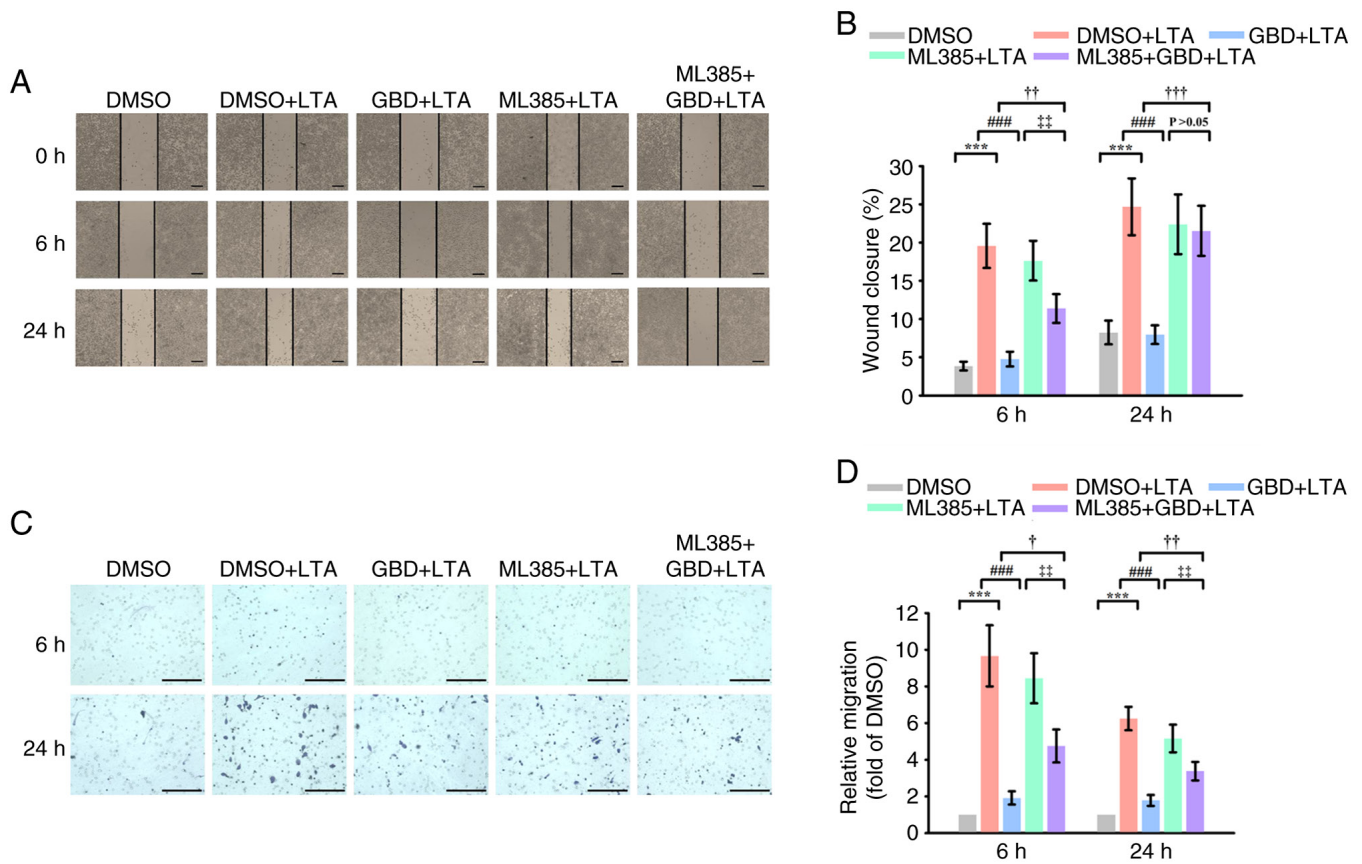 A
DMSO
DMSO+LTA
GBD+LTA
ML385+LTA
ML385+
GBD+LTA
0 h
6 h
24 h
B
DMSO
DMSO+LTA
GBD+LTA
ML385+LTA
ML385+GBD+LTA
††
†††
###
‡‡
###
P >0.05
***
***
Wound closure (%)
30
25
20
15
10
5
0
6 h
24 h
C
DMSO
DMSO+LTA
GBD+LTA
ML385+LTA
ML385+
GBD+LTA
6 h
24 h
D
DMSO
DMSO+LTA
GBD+LTA
ML385+LTA
ML385+GBD+LTA
†
††
###
‡‡
###
‡‡
***
***
Relative migration
(fold of DMSO)
12
10
8
6
4
2
0
6 h
24 h